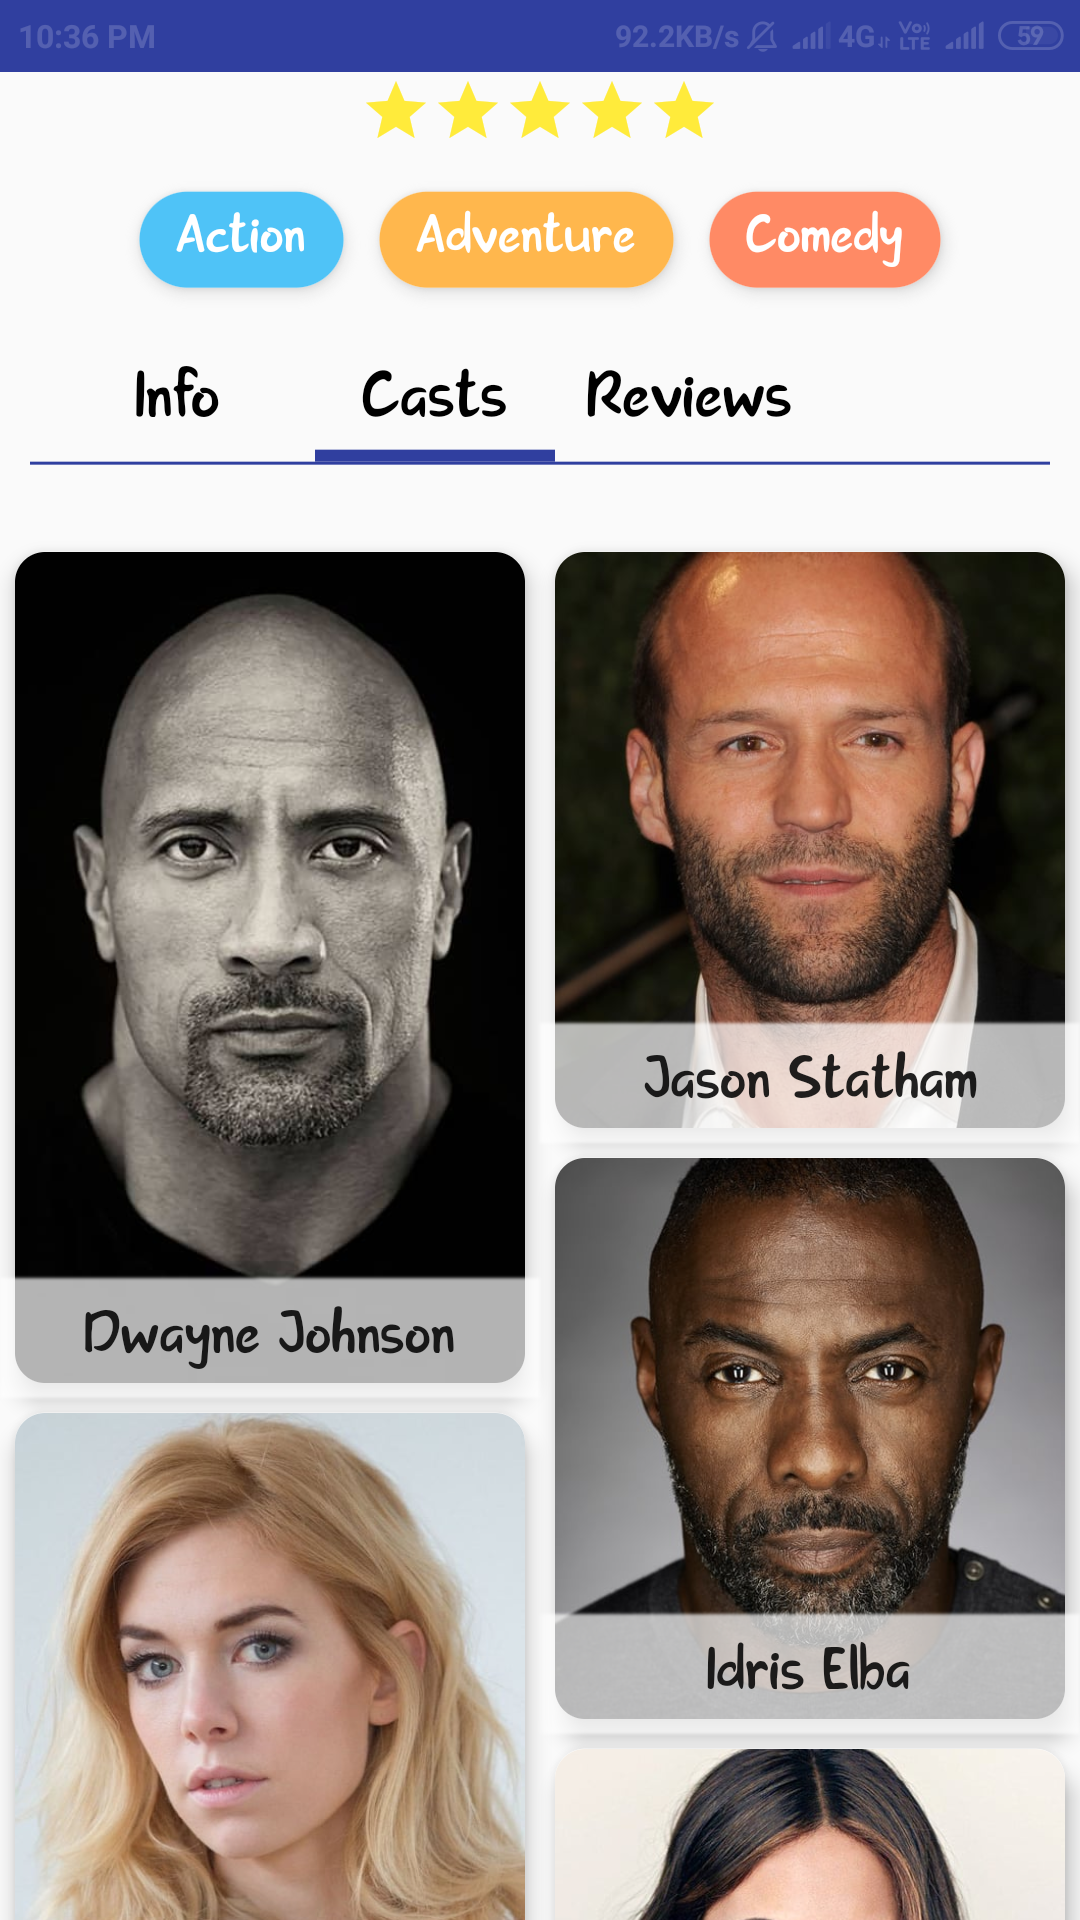 10:36 PM 92.2KB/s 4G Vo LTE 59
Action Adventure Comedy
Info Casts Reviews
Jason Statham
Dwayne Johnson
Idris Elba